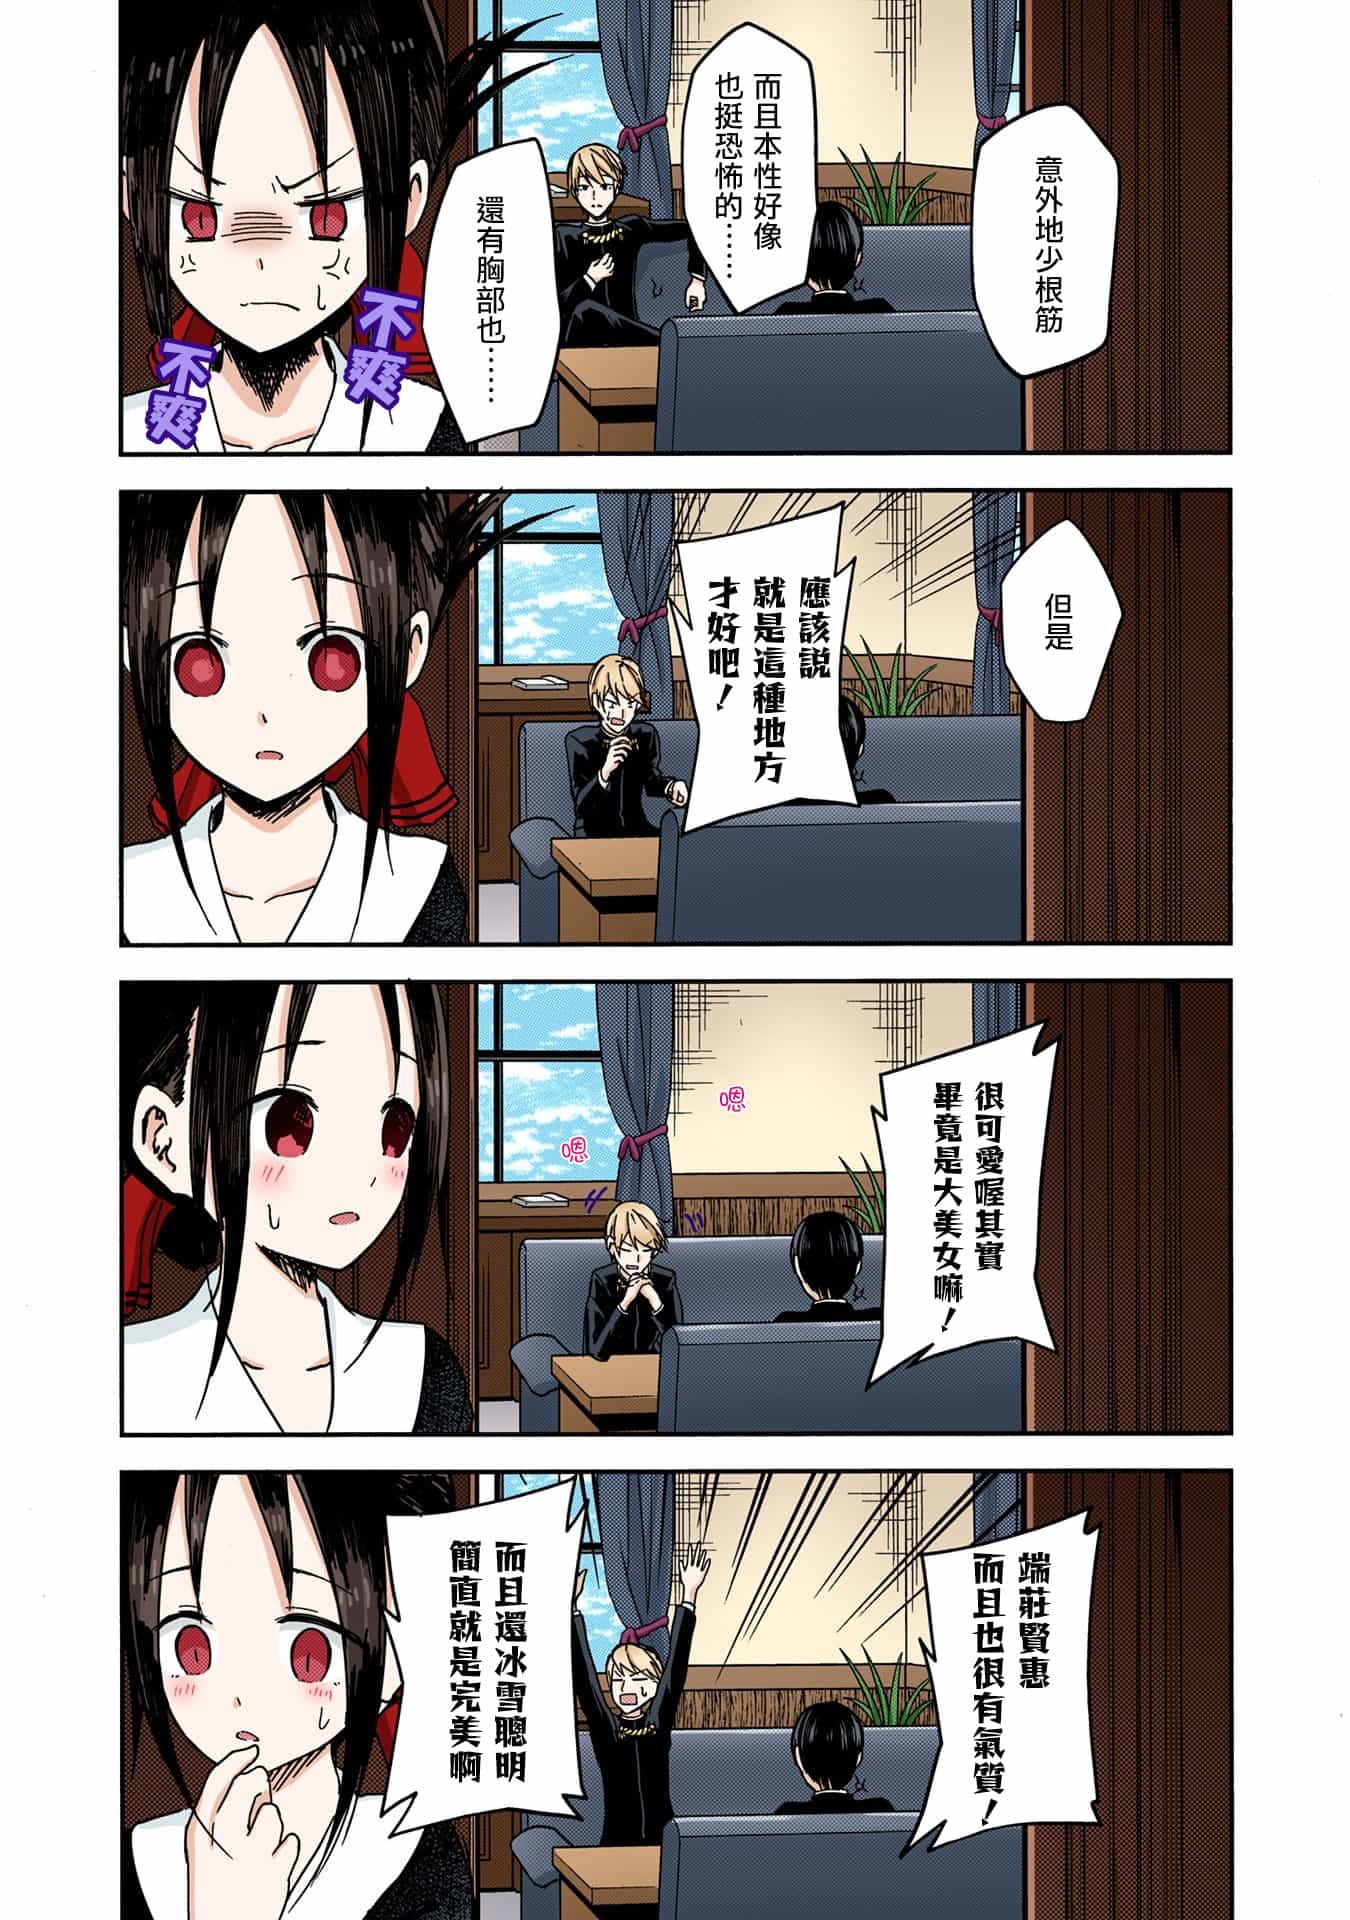 意外地少根筋
而且本性好像
也挺恐怖的……
還有胸部也……
不爽
不爽
但是
應該說
就是這種地方
才好吧！
很可愛喔其實
畢竟是大美女嘛！
嗯
嗯
端莊賢惠
而且也很有氣質！
而且還冰雪聰明
簡直就是完美啊